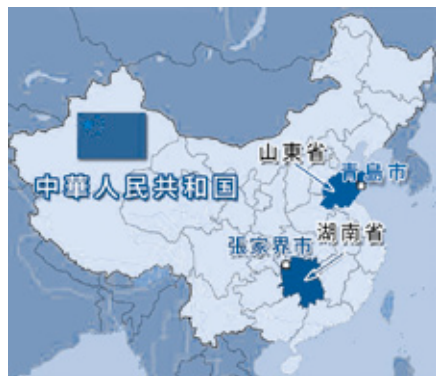 山東省
青島市
中華人民共和国
湖南省
張家界市